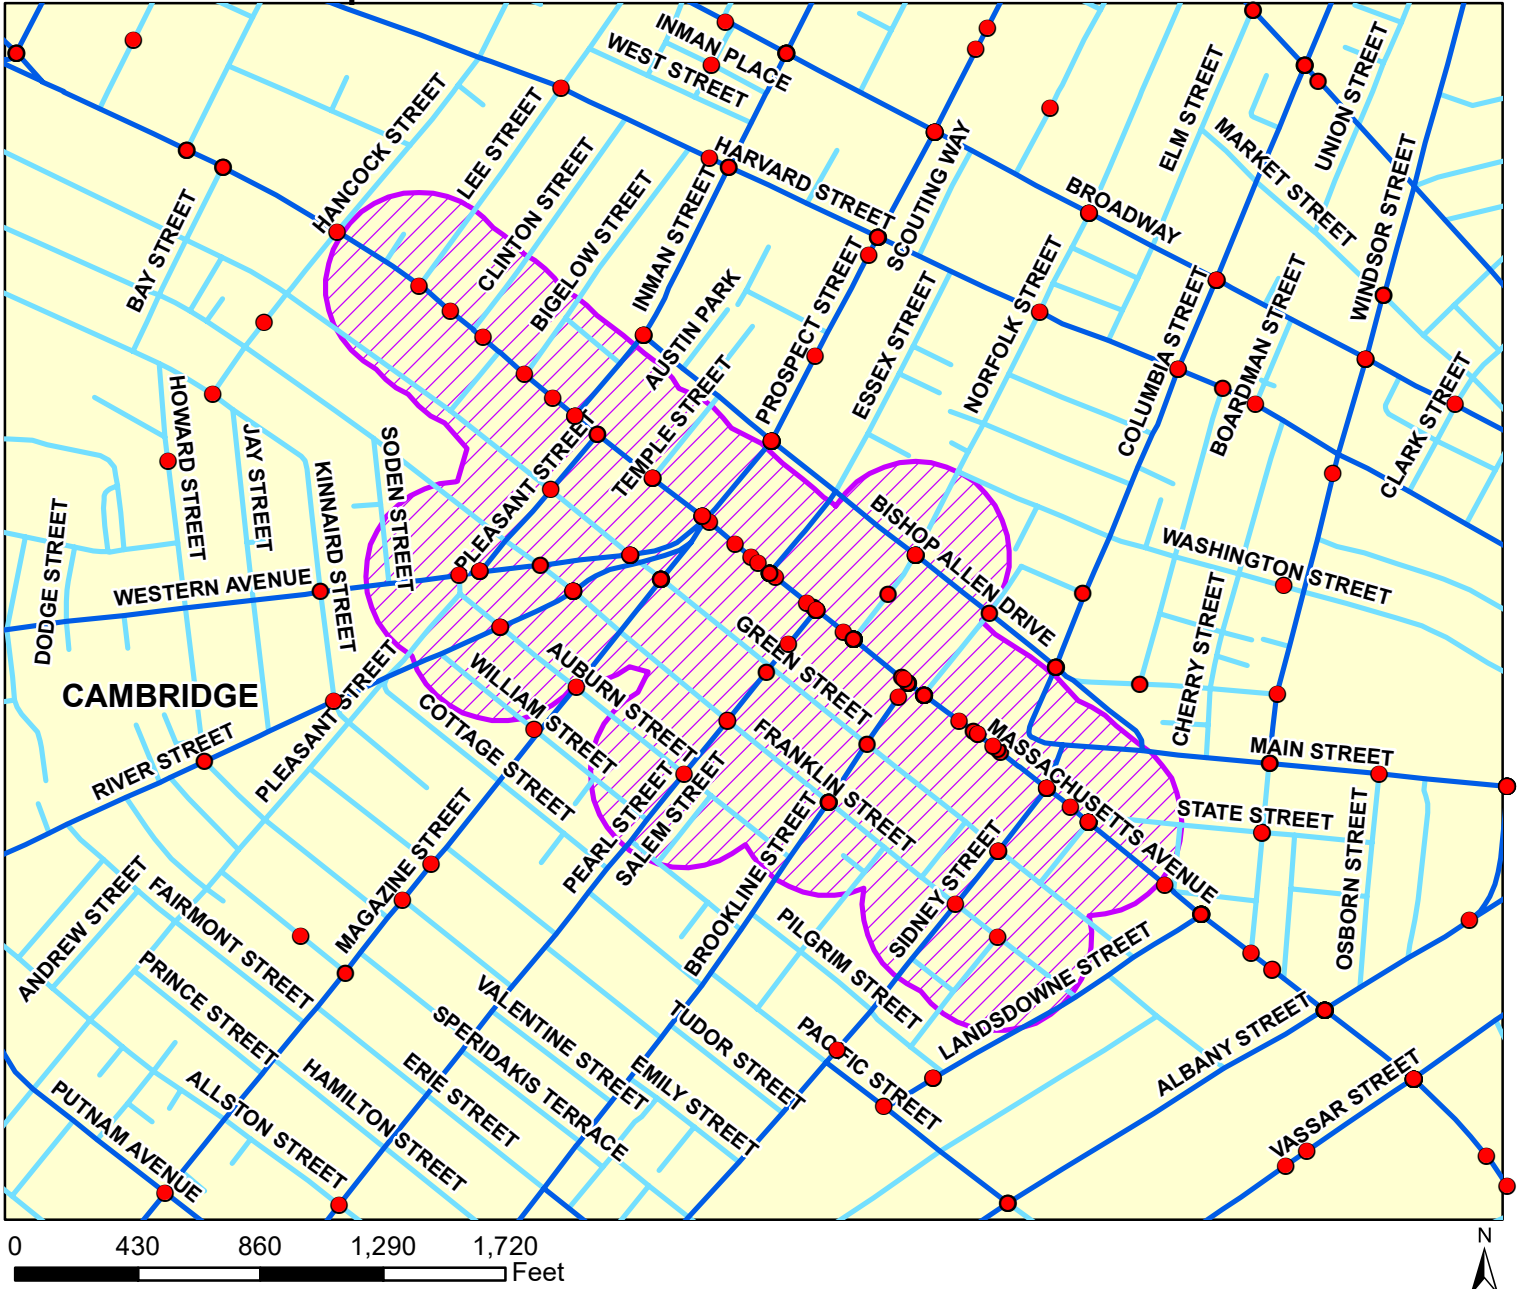 INMAN PLACE
WEST STREET
HANCOCK STREET
LEE STREET
CLINTON STREET
BIGELOW STREET
INMAN STREET
HARVARD STREET
SCOUTING WAY
BROADWAY
ELM STREET
UNION STREET
MARKET STREET
WINDSOR STREET
BAY STREET
AUSTIN PARK
PROSPECT STREET
ESSEX STREET
NORFOLK STREET
COLUMBIA STREET
BOARDMAN STREET
CLARK STREET
HOWARD STREET
JAY STREET
KINNAIRD STREET
SODEN STREET
PLEASANT STREET
TEMPLE STREET
BISHOP ALLEN DRIVE
WASHINGTON STREET
CHERRY STREET
DODGE STREET
WESTERN AVENUE
CAMBRIDGE
RIVER STREET
PLEASANT STREET
WILLIAM STREET
AUBURN STREET
COTTAGE STREET
GREEN STREET
FRANKLIN STREET
MASSACHUSETTS AVENUE
MAIN STREET
STATE STREET
OSBORN STREET
MAGAZINE STREET
PEARL STREET
SALEM STREET
BROOKLINE STREET
SIDNEY STREET
PILGRIM STREET
LANDSDOWNE STREET
ANDREW STREET
FAIRMONT STREET
PRINCE STREET
VALENTINE STREET
TUDOR STREET
PACIFIC STREET
ALBANY STREET
VASSAR STREET
SPERIDAKIS TERRACE
EMILY STREET
ERIE STREET
HAMILTON STREET
ALLSTON STREET
PUTNAM AVENUE
0 430 860 1,290 1,720
Feet
N